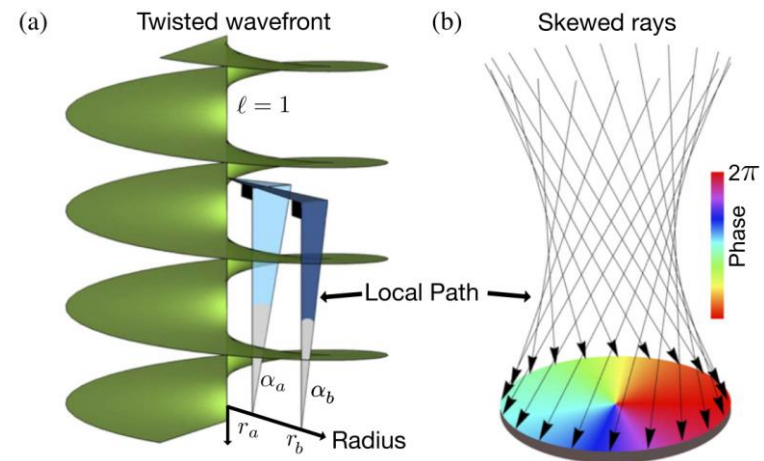 (a)
Twisted wavefront
ℓ = 1
α_a
α_b
r_a
r_b
Radius
Local Path
(b)
Skewed rays
2π
Phase